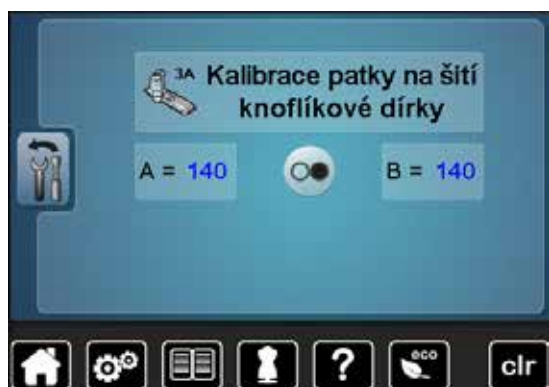 3A Kalibrace patky na šití
knoflíkové dírky
A = 140 B = 140
? eco clr